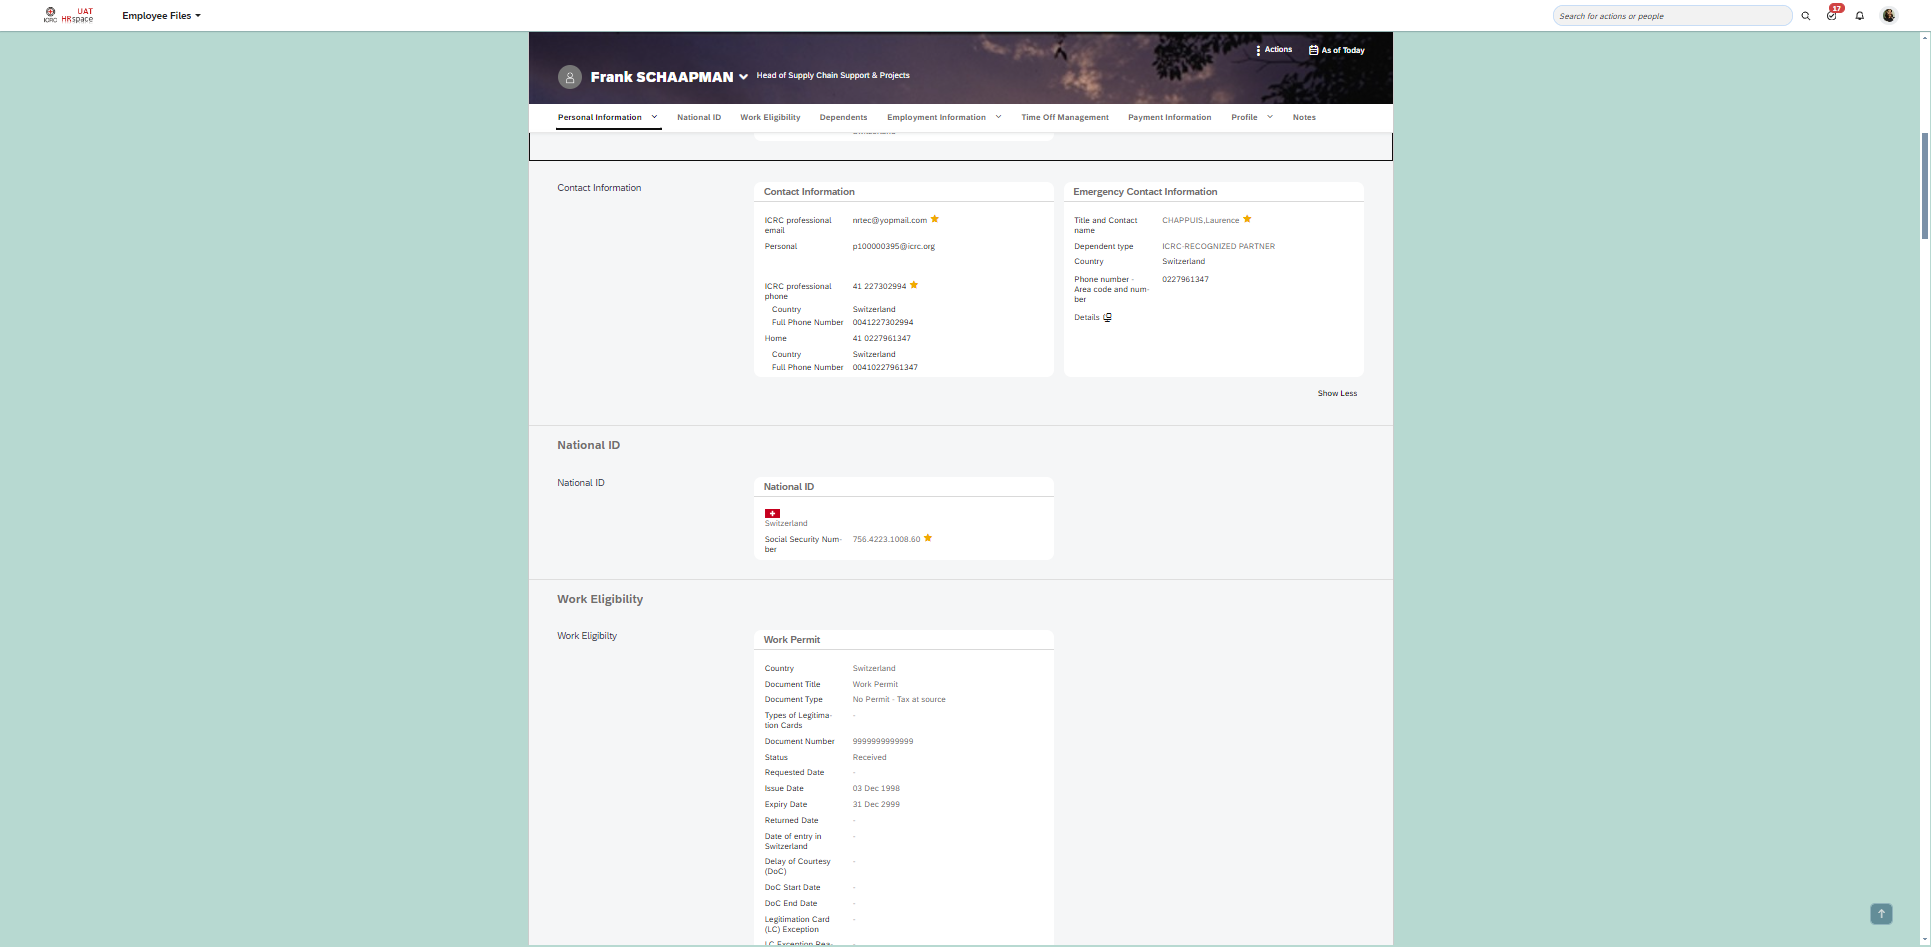 UAT
ICRC HRspace
Employee Files
Search for actions or people
17
Actions
As of Today
Frank SCHAAPMAN
Head of Supply Chain Support & Projects
Personal Information
National ID
Work Eligibility
Dependents
Employment Information
Time Off Management
Payment Information
Profile
Notes
Contact Information
Contact Information
ICRC professional
email
nrtec@yopmail.com
Personal
p100000395@icrc.org
ICRC professional
phone
41 227302994
Country
Switzerland
Full Phone Number
0041227302994
Home
41 0227961347
Country
Switzerland
Full Phone Number
00410227961347
Emergency Contact Information
Title and Contact
name
CHAPPUIS,Laurence
Dependent type
ICRC-RECOGNIZED PARTNER
Country
Switzerland
Phone number -
Area code and num-
ber
0227961347
Details
Show Less
National ID
National ID
National ID
Switzerland
Social Security Num-
ber
756.4223.1008.60
Work Eligibility
Work Eligibilty
Work Permit
Country
Switzerland
Document Title
Work Permit
Document Type
No Permit - Tax at source
Types of Legitima-
tion Cards
-
Document Number
9999999999999
Status
Received
Requested Date
-
Issue Date
03 Dec 1998
Expiry Date
31 Dec 2999
Returned Date
-
Date of entry in
Switzerland
-
Delay of Courtesy
(DoC)
-
DoC Start Date
-
DoC End Date
-
Legitimation Card
(LC) Exception
-
LC Exception Rea-